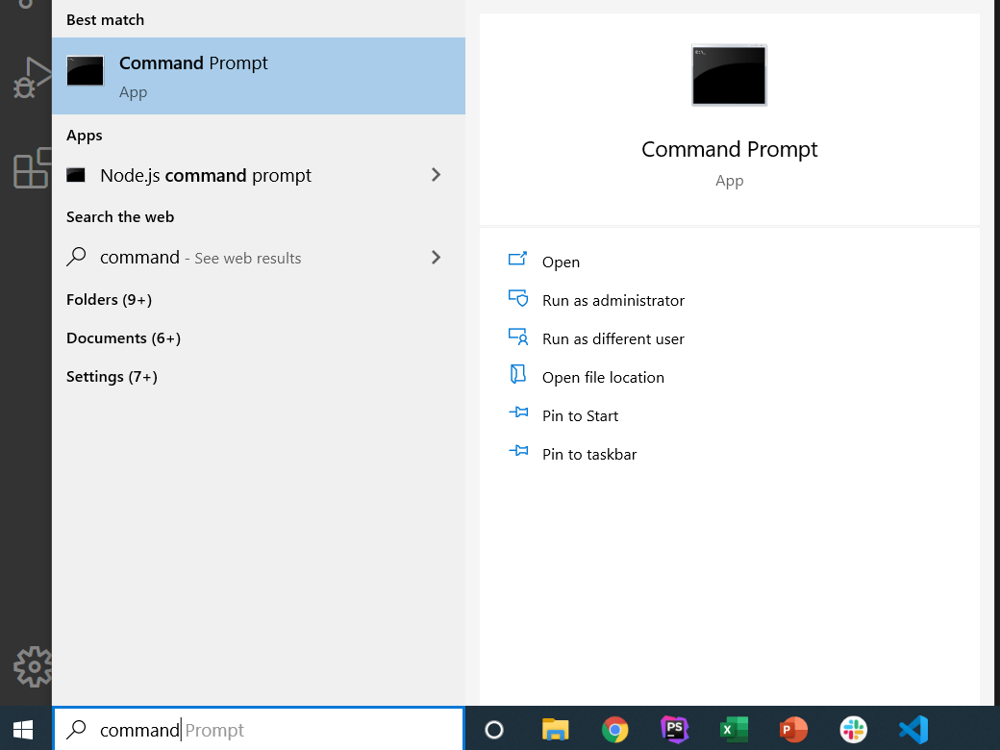 Best match
Command Prompt
App
Apps
Node.js command prompt
Search the web
command - See web results
Folders (9+)
Documents (6+)
Settings (7+)
Command Prompt
App
Open
Run as administrator
Run as different user
Open file location
Pin to Start
Pin to taskbar
command Prompt
PS
X
P